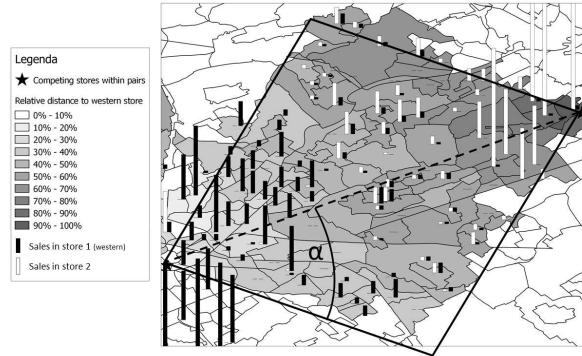 Legenda
Competing stores within pairs
Relative distance to western store
0% - 10%
10% - 20%
20% - 30%
30% - 40%
40% - 50%
50% - 60%
60% - 70%
70% - 80%
80% - 90%
90% - 100%
Sales in store 1 (western)
Sales in store 2
α